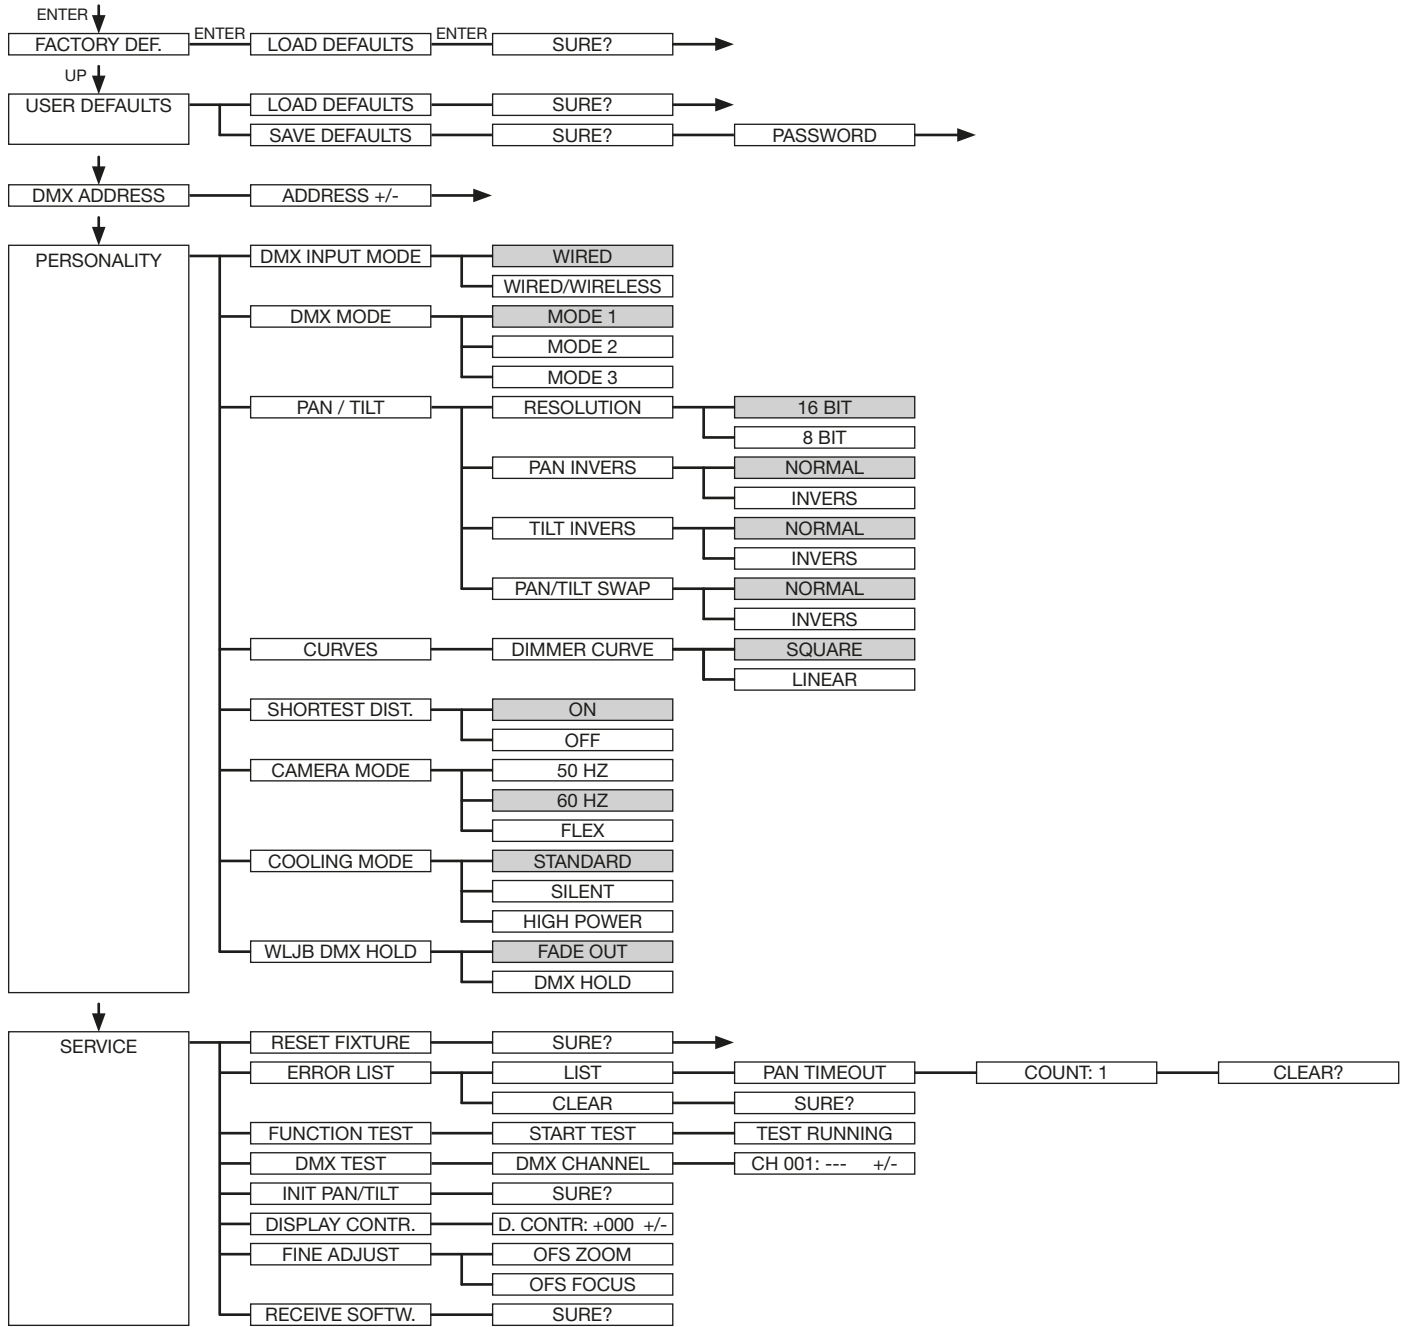 ENTER
FACTORY DEF. ENTER LOAD DEFAULTS ENTER SURE?
UP
USER DEFAULTS LOAD DEFAULTS SURE?
SAVE DEFAULTS SURE? PASSWORD
DMX ADDRESS ADDRESS +/-
PERSONALITY DMX INPUT MODE WIRED
WIRED/WIRELESS
DMX MODE MODE 1
MODE 2
MODE 3
PAN / TILT RESOLUTION 16 BIT
8 BIT
PAN INVERS NORMAL
INVERS
TILT INVERS NORMAL
INVERS
PAN/TILT SWAP NORMAL
INVERS
CURVES DIMMER CURVE SQUARE
LINEAR
SHORTEST DIST. ON
OFF
CAMERA MODE 50 HZ
60 HZ
FLEX
COOLING MODE STANDARD
SILENT
HIGH POWER
WLJB DMX HOLD FADE OUT
DMX HOLD
SERVICE RESET FIXTURE SURE?
ERROR LIST LIST PAN TIMEOUT COUNT: 1 CLEAR?
CLEAR SURE?
FUNCTION TEST START TEST TEST RUNNING
DMX TEST DMX CHANNEL CH 001: --- +/-
INIT PAN/TILT SURE?
DISPLAY CONTR. D. CONTR: +000 +/-
FINE ADJUST OFS ZOOM
OFS FOCUS
RECEIVE SOFTW. SURE?